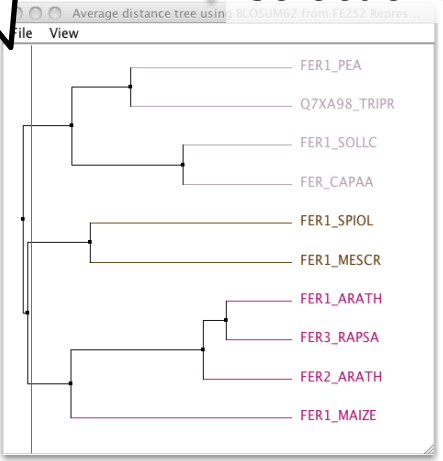 Average distance tree using BLOSUM62 from FE2S2 Repres...
File View
FER1_PEA
Q7XA98_TRIPR
FER1_SOLLC
FER_CAPAA
FER1_SPIOL
FER1_MESCR
FER1_ARATH
FER3_RAPSA
FER2_ARATH
FER1_MAIZE